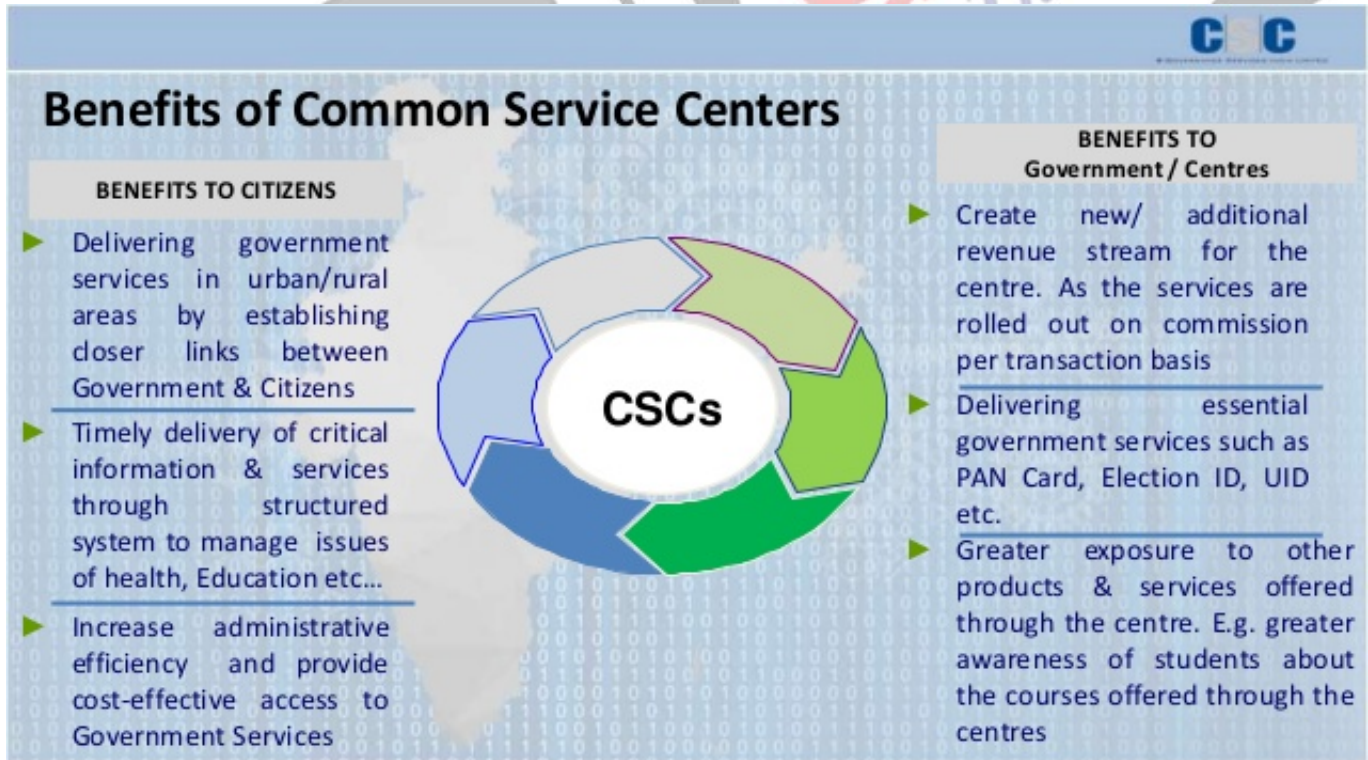 CSC
Benefits of Common Service Centers
BENEFITS TO CITIZENS
Delivering government
services in urban/rural
areas by establishing
closer links between
Government & Citizens
Timely delivery of critical
information & services
through structured
system to manage issues
of health, Education etc...
Increase administrative
efficiency and provide
cost-effective access to
Government Services
CSCs
BENEFITS TO
Government / Centres
Create new/ additional
revenue stream for the
centre. As the services are
rolled out on commission
per transaction basis
Delivering essential
government services such as
PAN Card, Election ID, UID
etc.
Greater exposure to other
products & services offered
through the centre. E.g. greater
awareness of students about
the courses offered through the
centres